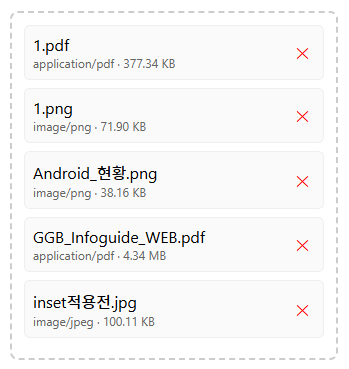 1.pdf
application/pdf · 377.34 KB
1.png
image/png · 71.90 KB
Android_현황.png
image/png · 38.16 KB
GGB_Infoguide_WEB.pdf
application/pdf · 4.34 MB
inset적용전.jpg
image/jpeg · 100.11 KB